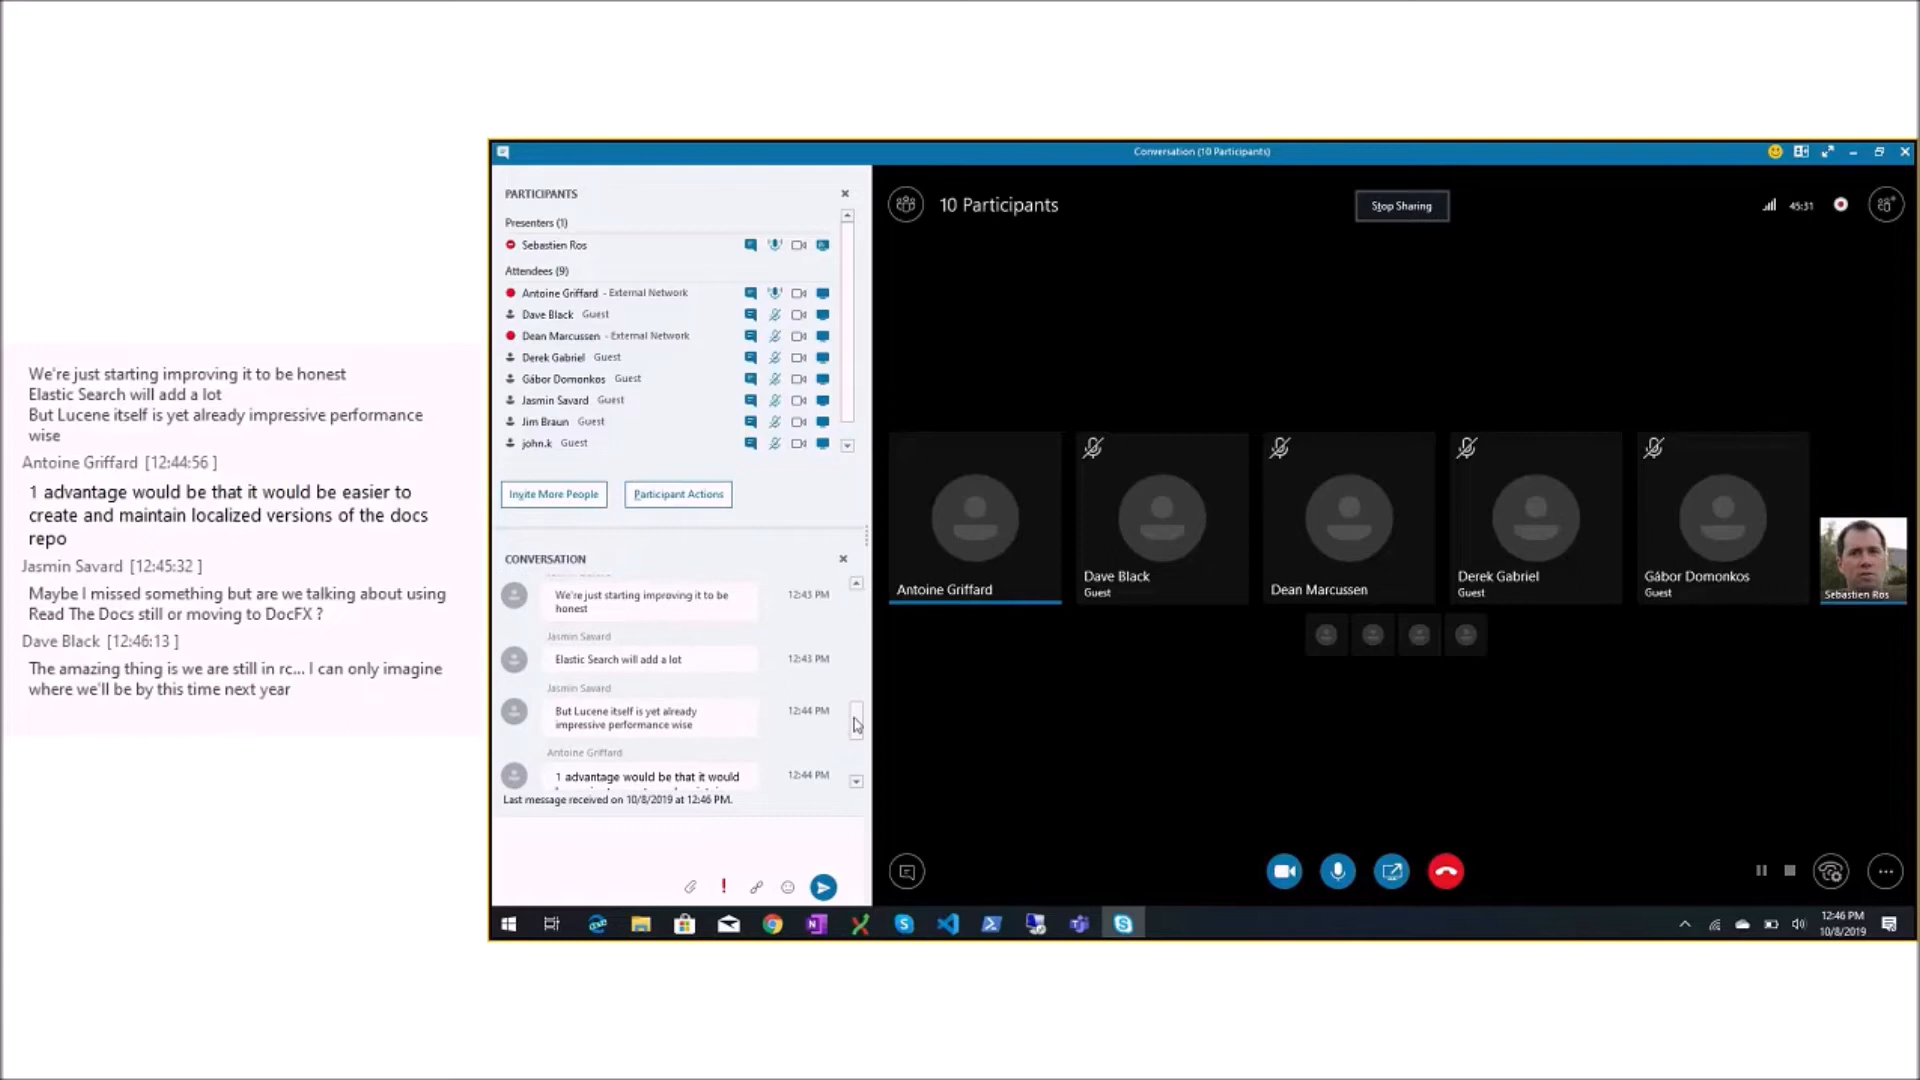 We're just starting improving it to be honest
Elastic Search will add a lot
But Lucene itself is yet already impressive performance
wise
Antoine Griffard [12:44:56 ]
1 advantage would be that it would be easier to
create and maintain localized versions of the docs
repo
Jasmin Savard [12:45:32 ]
Maybe I missed something but are we talking about using
Read The Docs still or moving to DocFX ?
Dave Black [12:46:13 ]
The amazing thing is we are still in rc... I can only imagine
where we'll be by this time next year
Conversation (10 Participants)
PARTICIPANTS
Presenters (1)
Sebastien Ros
Attendees (9)
Antoine Griffard - External Network
Dave Black Guest
Dean Marcussen - External Network
Derek Gabriel Guest
Gábor Domonkos Guest
Jasmin Savard Guest
Jim Braun Guest
john.k Guest
Invite More People
Participant Actions
CONVERSATION
We're just starting improving it to be
honest
12:43 PM
Jasmin Savard
Elastic Search will add a lot
12:43 PM
Jasmin Savard
But Lucene itself is yet already
impressive performance wise
12:44 PM
Antoine Griffard
1 advantage would be that it would
12:44 PM
Last message received on 10/8/2019 at 12:46 PM.
10 Participants
Stop Sharing
45:31
Antoine Griffard
Dave Black
Guest
Dean Marcussen
Derek Gabriel
Guest
Gábor Domonkos
Guest
Sebastien Ros
12:46 PM
10/8/2019